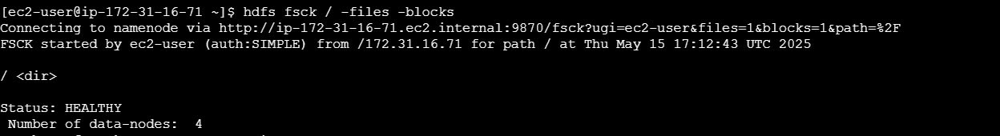 [ec2-user@ip-172-31-16-71 ~]$ hdfs fsck / -files -blocks
Connecting to namenode via http://ip-172-31-16-71.ec2.internal:9870/fsck?ugi=ec2-user&files=1&blocks=1&path=%2F
FSCK started by ec2-user (auth:SIMPLE) from /172.31.16.71 for path / at Thu May 15 17:12:43 UTC 2025
/ <dir>
Status: HEALTHY
Number of data-nodes: 4